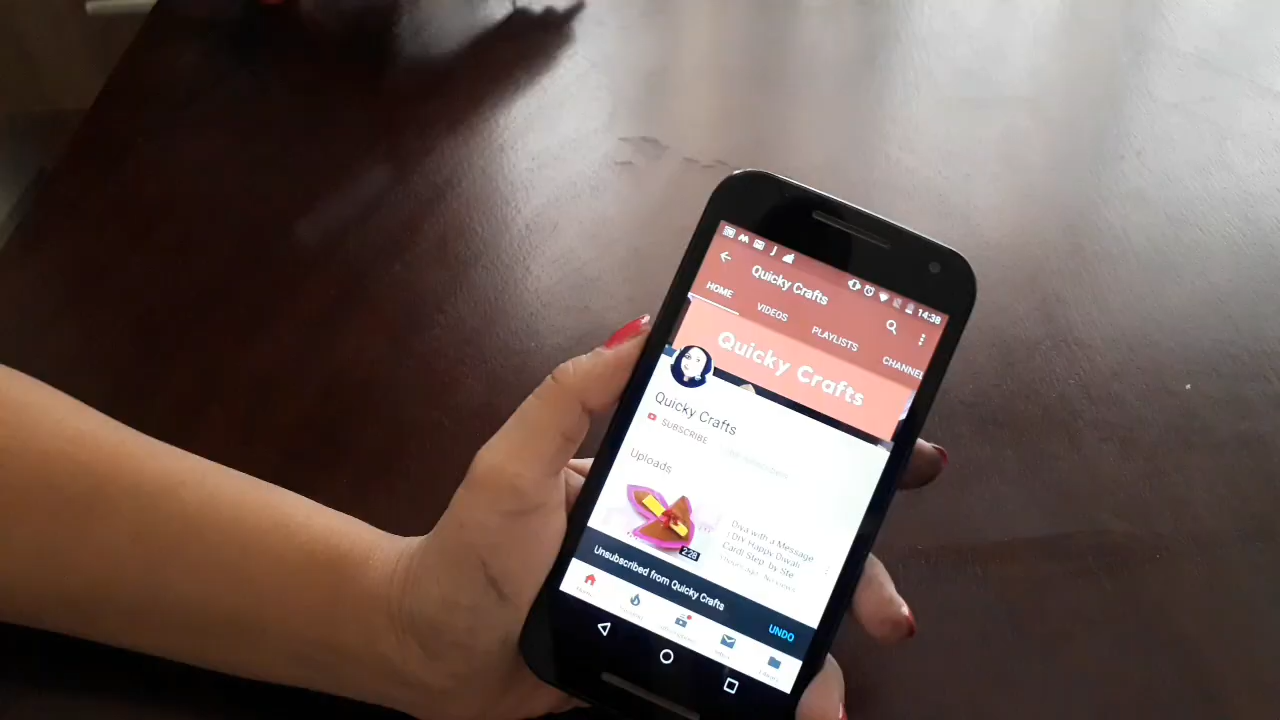 14:38
Quicky Crafts
HOME VIDEOS PLAYLISTS CHANNEL
Quicky Crafts
Quicky Crafts
SUBSCRIBE
Uploads
2:28
Diya with a Message
DIY Happy Diwali
Card| Step by Ste
Unsubscribed from Quicky Crafts
UNDO